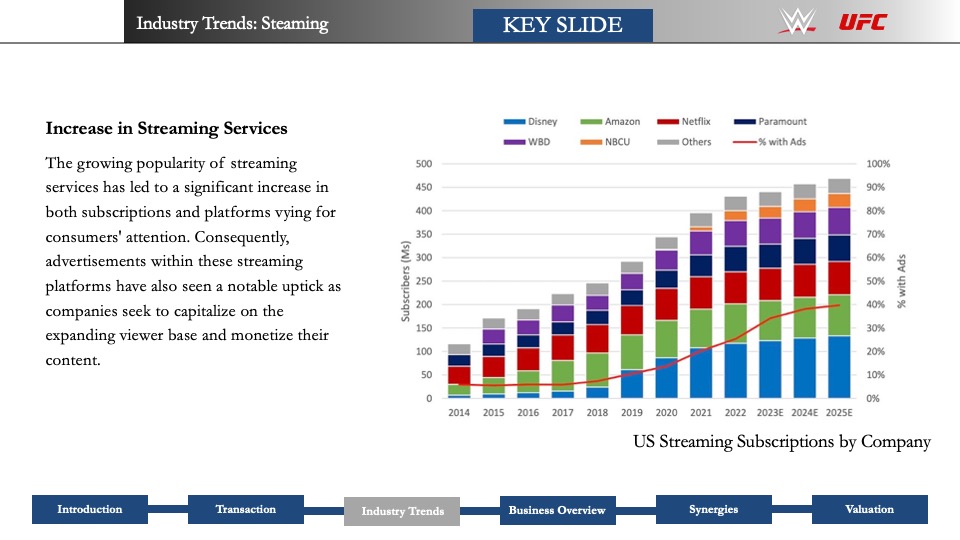 Industry Trends: Steaming
KEY SLIDE
W
UFC
Increase in Streaming Services
The growing popularity of streaming
services has led to a significant increase in
both subscriptions and platforms vying for
consumers' attention. Consequently,
advertisements within these streaming
platforms have also seen a notable uptick as
companies seek to capitalize on the
expanding viewer base and monetize their
content.
Disney Amazon Netflix Paramount
WBD NBCU Others % with Ads
500 100%
450 90%
400 80%
350 70%
300 60%
250 50%
200 40%
150 30%
100 20%
50 10%
0 0%
Subscribers (Ms)
% with Ads
2014 2015 2016 2017 2018 2019 2020 2021 2022 2023E 2024E 2025E
US Streaming Subscriptions by Company
Introduction Transaction Industry Trends Business Overview Synergies Valuation